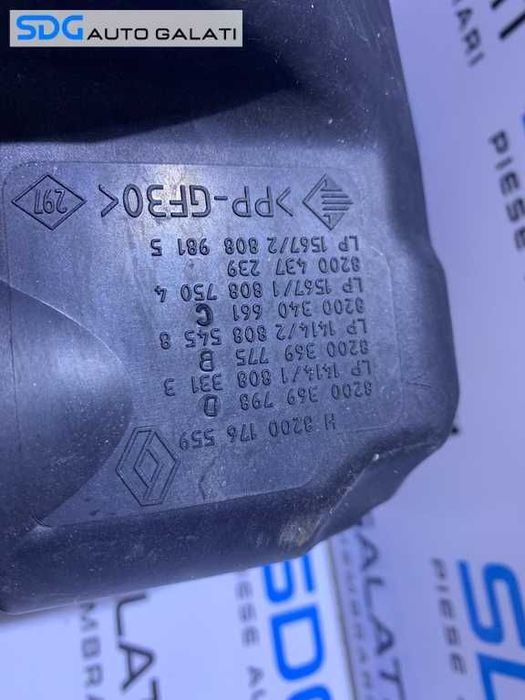 SDG AUTO GALATI
H 8200 176 559
8200 369 798 D
LP 1414/1 808 331 3
8200 369 775 B
LP 1414/2 808 545 8
8200 340 661 C
LP 1567/1 808 750 4
8200 437 239
LP 1567/2 808 981 5
>PP-GF30<
297
PIESE